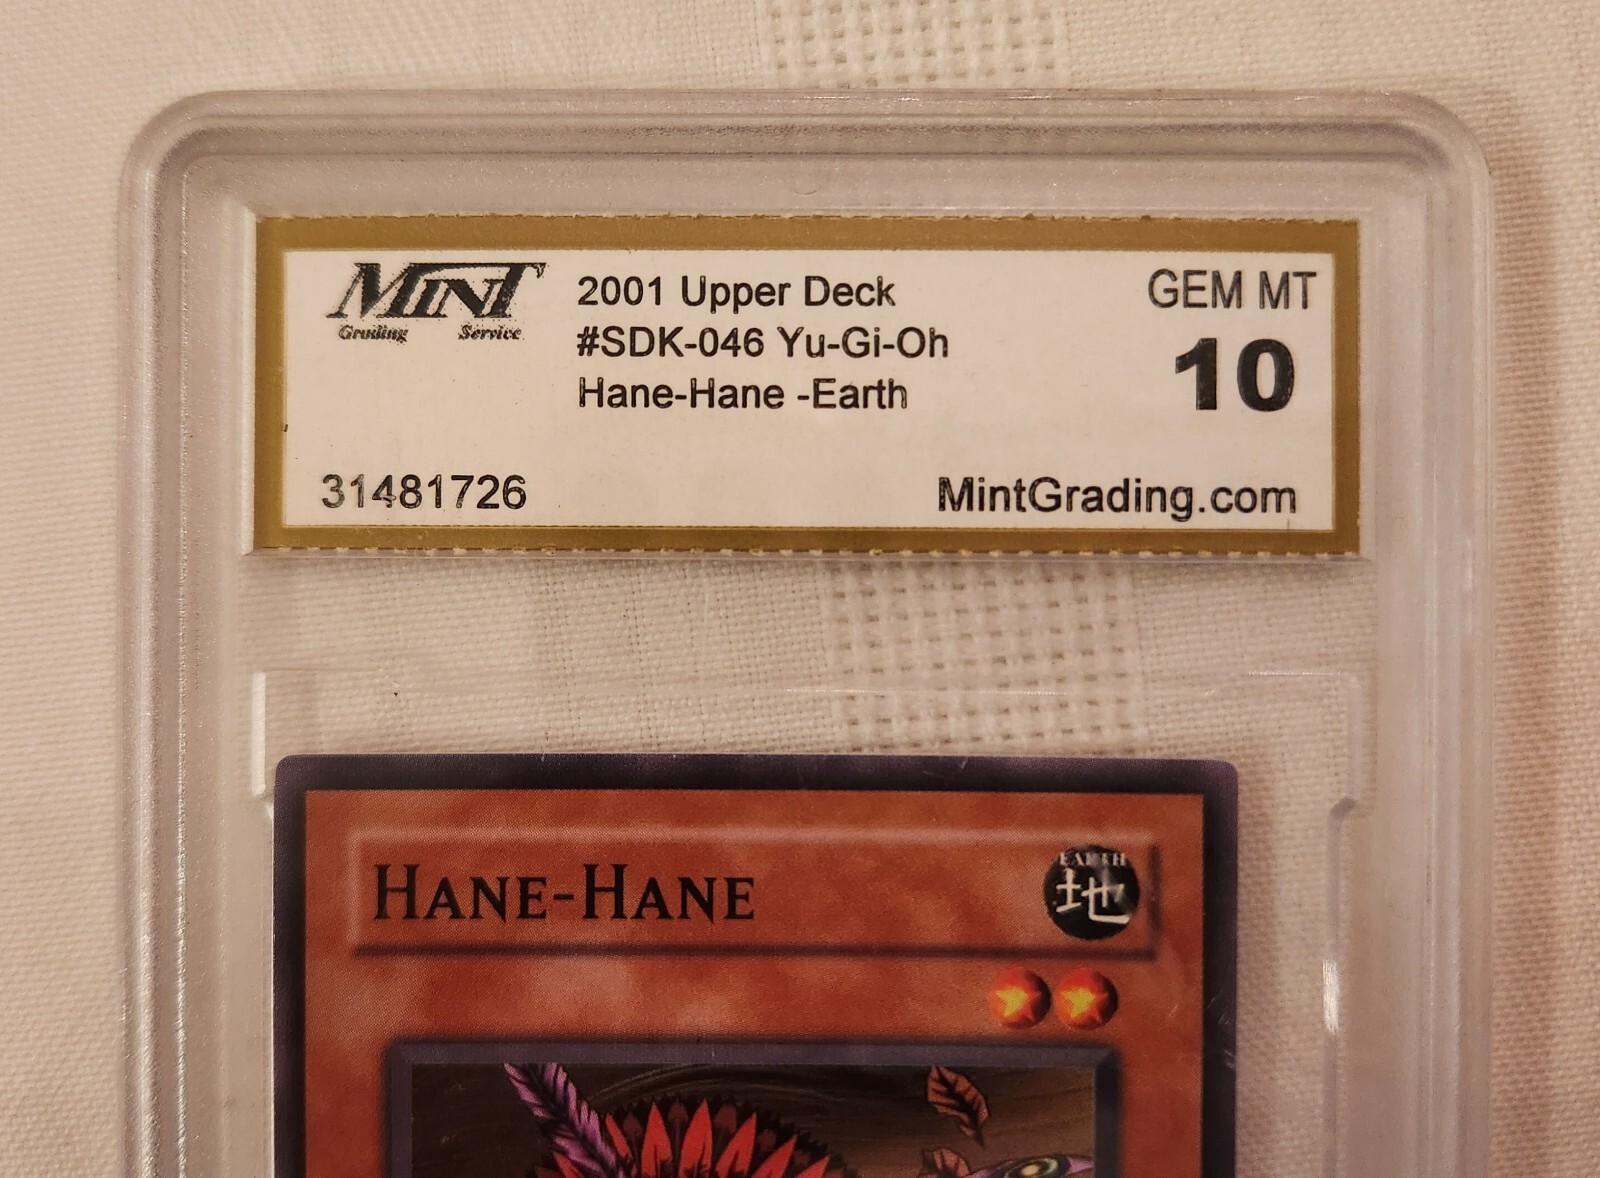 MINT
Grading Service
2001 Upper Deck
#SDK-046 Yu-Gi-Oh
Hane-Hane -Earth
GEM MT
10
31481726
MintGrading.com
HANE-HANE
EARTH
地